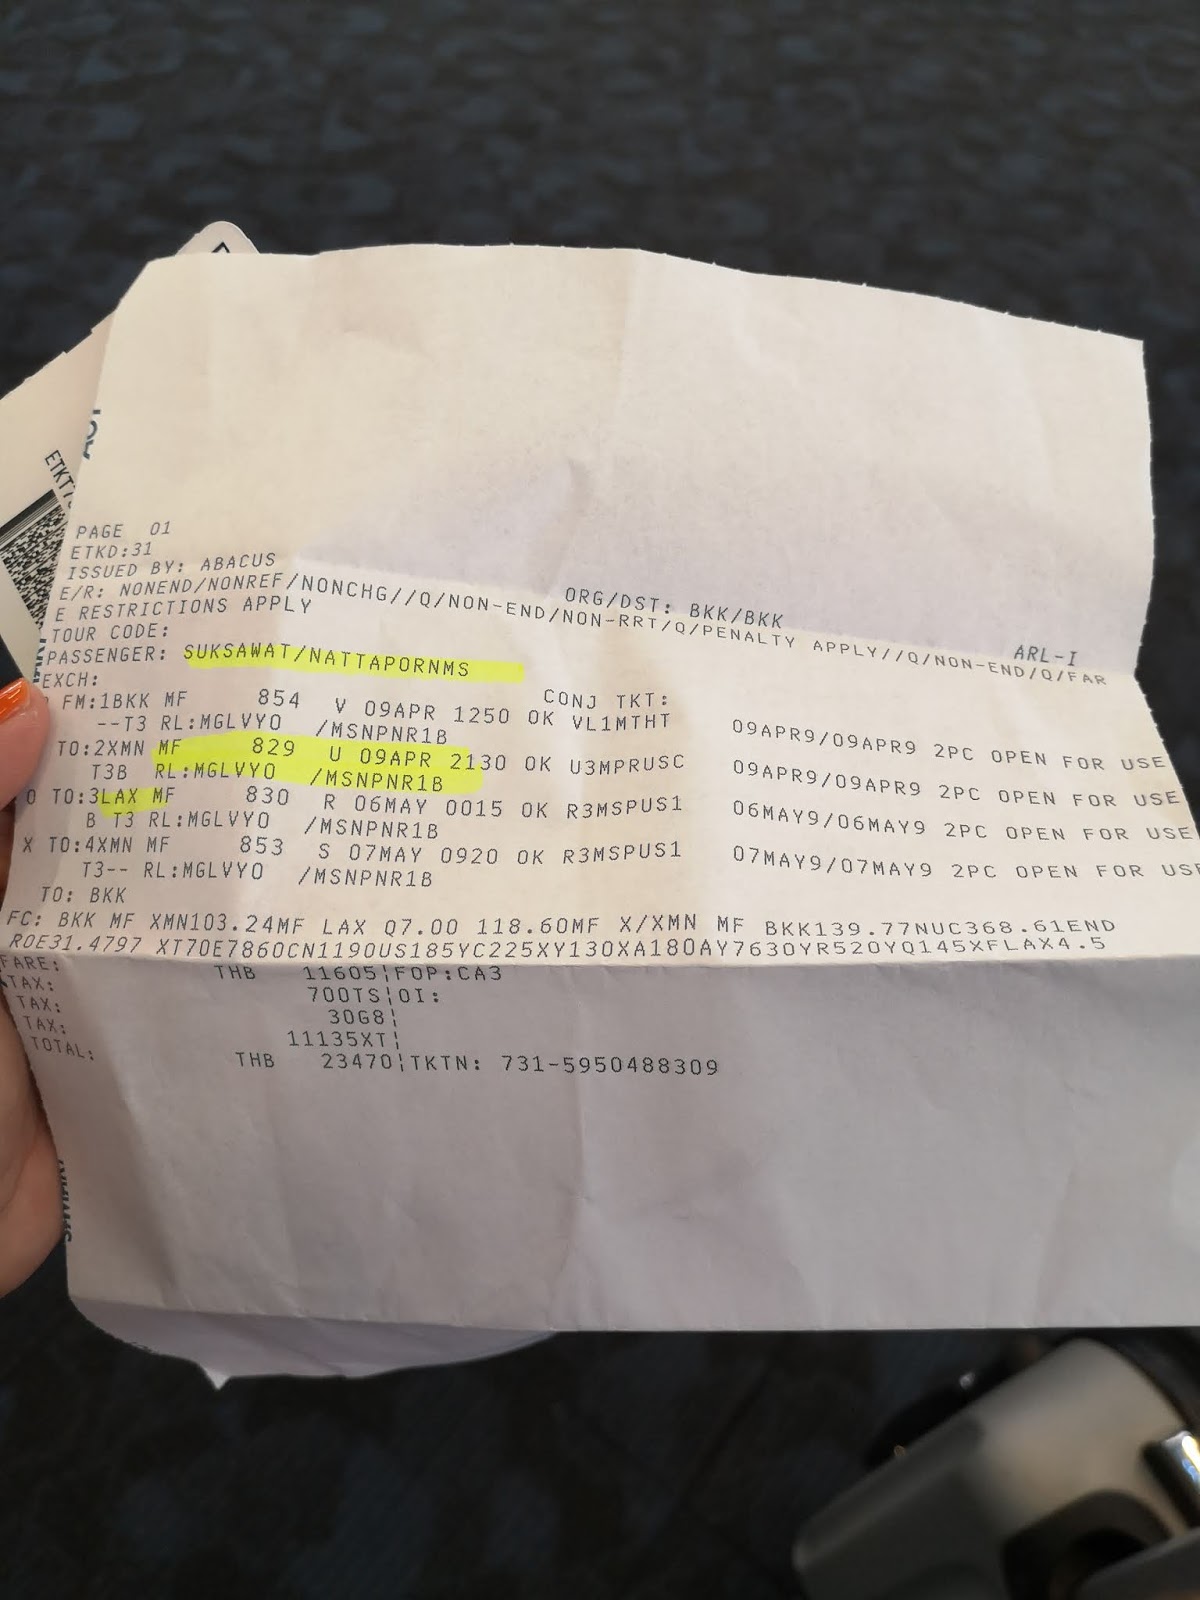 PAGE 01
ETKD:31
ISSUED BY: ABACUS ORG/DST: BKK/BKK ARL-I
E/R: NONEND/NONREF/NONCHG//Q/NON-END/NON-RRT/Q/PENALTY APPLY//Q/NON-END/Q/FAR
E RESTRICTIONS APPLY
TOUR CODE:
PASSENGER: SUKSAWAT/NATTAPORNMS
EXCH: CONJ TKT:
FM:1BKK MF 854 V 09APR 1250 OK VL1MTHT 09APR9/09APR9 2PC OPEN FOR USE
--T3 RL:MGLVYO /MSNPNR1B
TO:2XMN MF 829 U 09APR 2130 OK U3MPRUSC 09APR9/09APR9 2PC OPEN FOR USE
T3B RL:MGLVYO /MSNPNR1B
O TO:3LAX MF 830 R 06MAY 0015 OK R3MSPUS1 06MAY9/06MAY9 2PC OPEN FOR USE
B T3 RL:MGLVYO /MSNPNR1B
X TO:4XMN MF 853 S 07MAY 0920 OK R3MSPUS1 07MAY9/07MAY9 2PC OPEN FOR USE
T3-- RL:MGLVYO /MSNPNR1B
TO: BKK
FC: BKK MF XMN103.24MF LAX Q7.00 118.60MF X/XMN MF BKK139.77NUC368.61END
ROE31.4797 XT70E7860CN1190US185YC225XY130XA180AY7630YR520YQ145XFLAX4.5
FARE: THB 11605¦FOP:CA3
TAX: 700TS¦OI:
TAX: 30G8¦
TAX: 11135XT¦
TOTAL: THB 23470¦TKTN: 731-5950488309